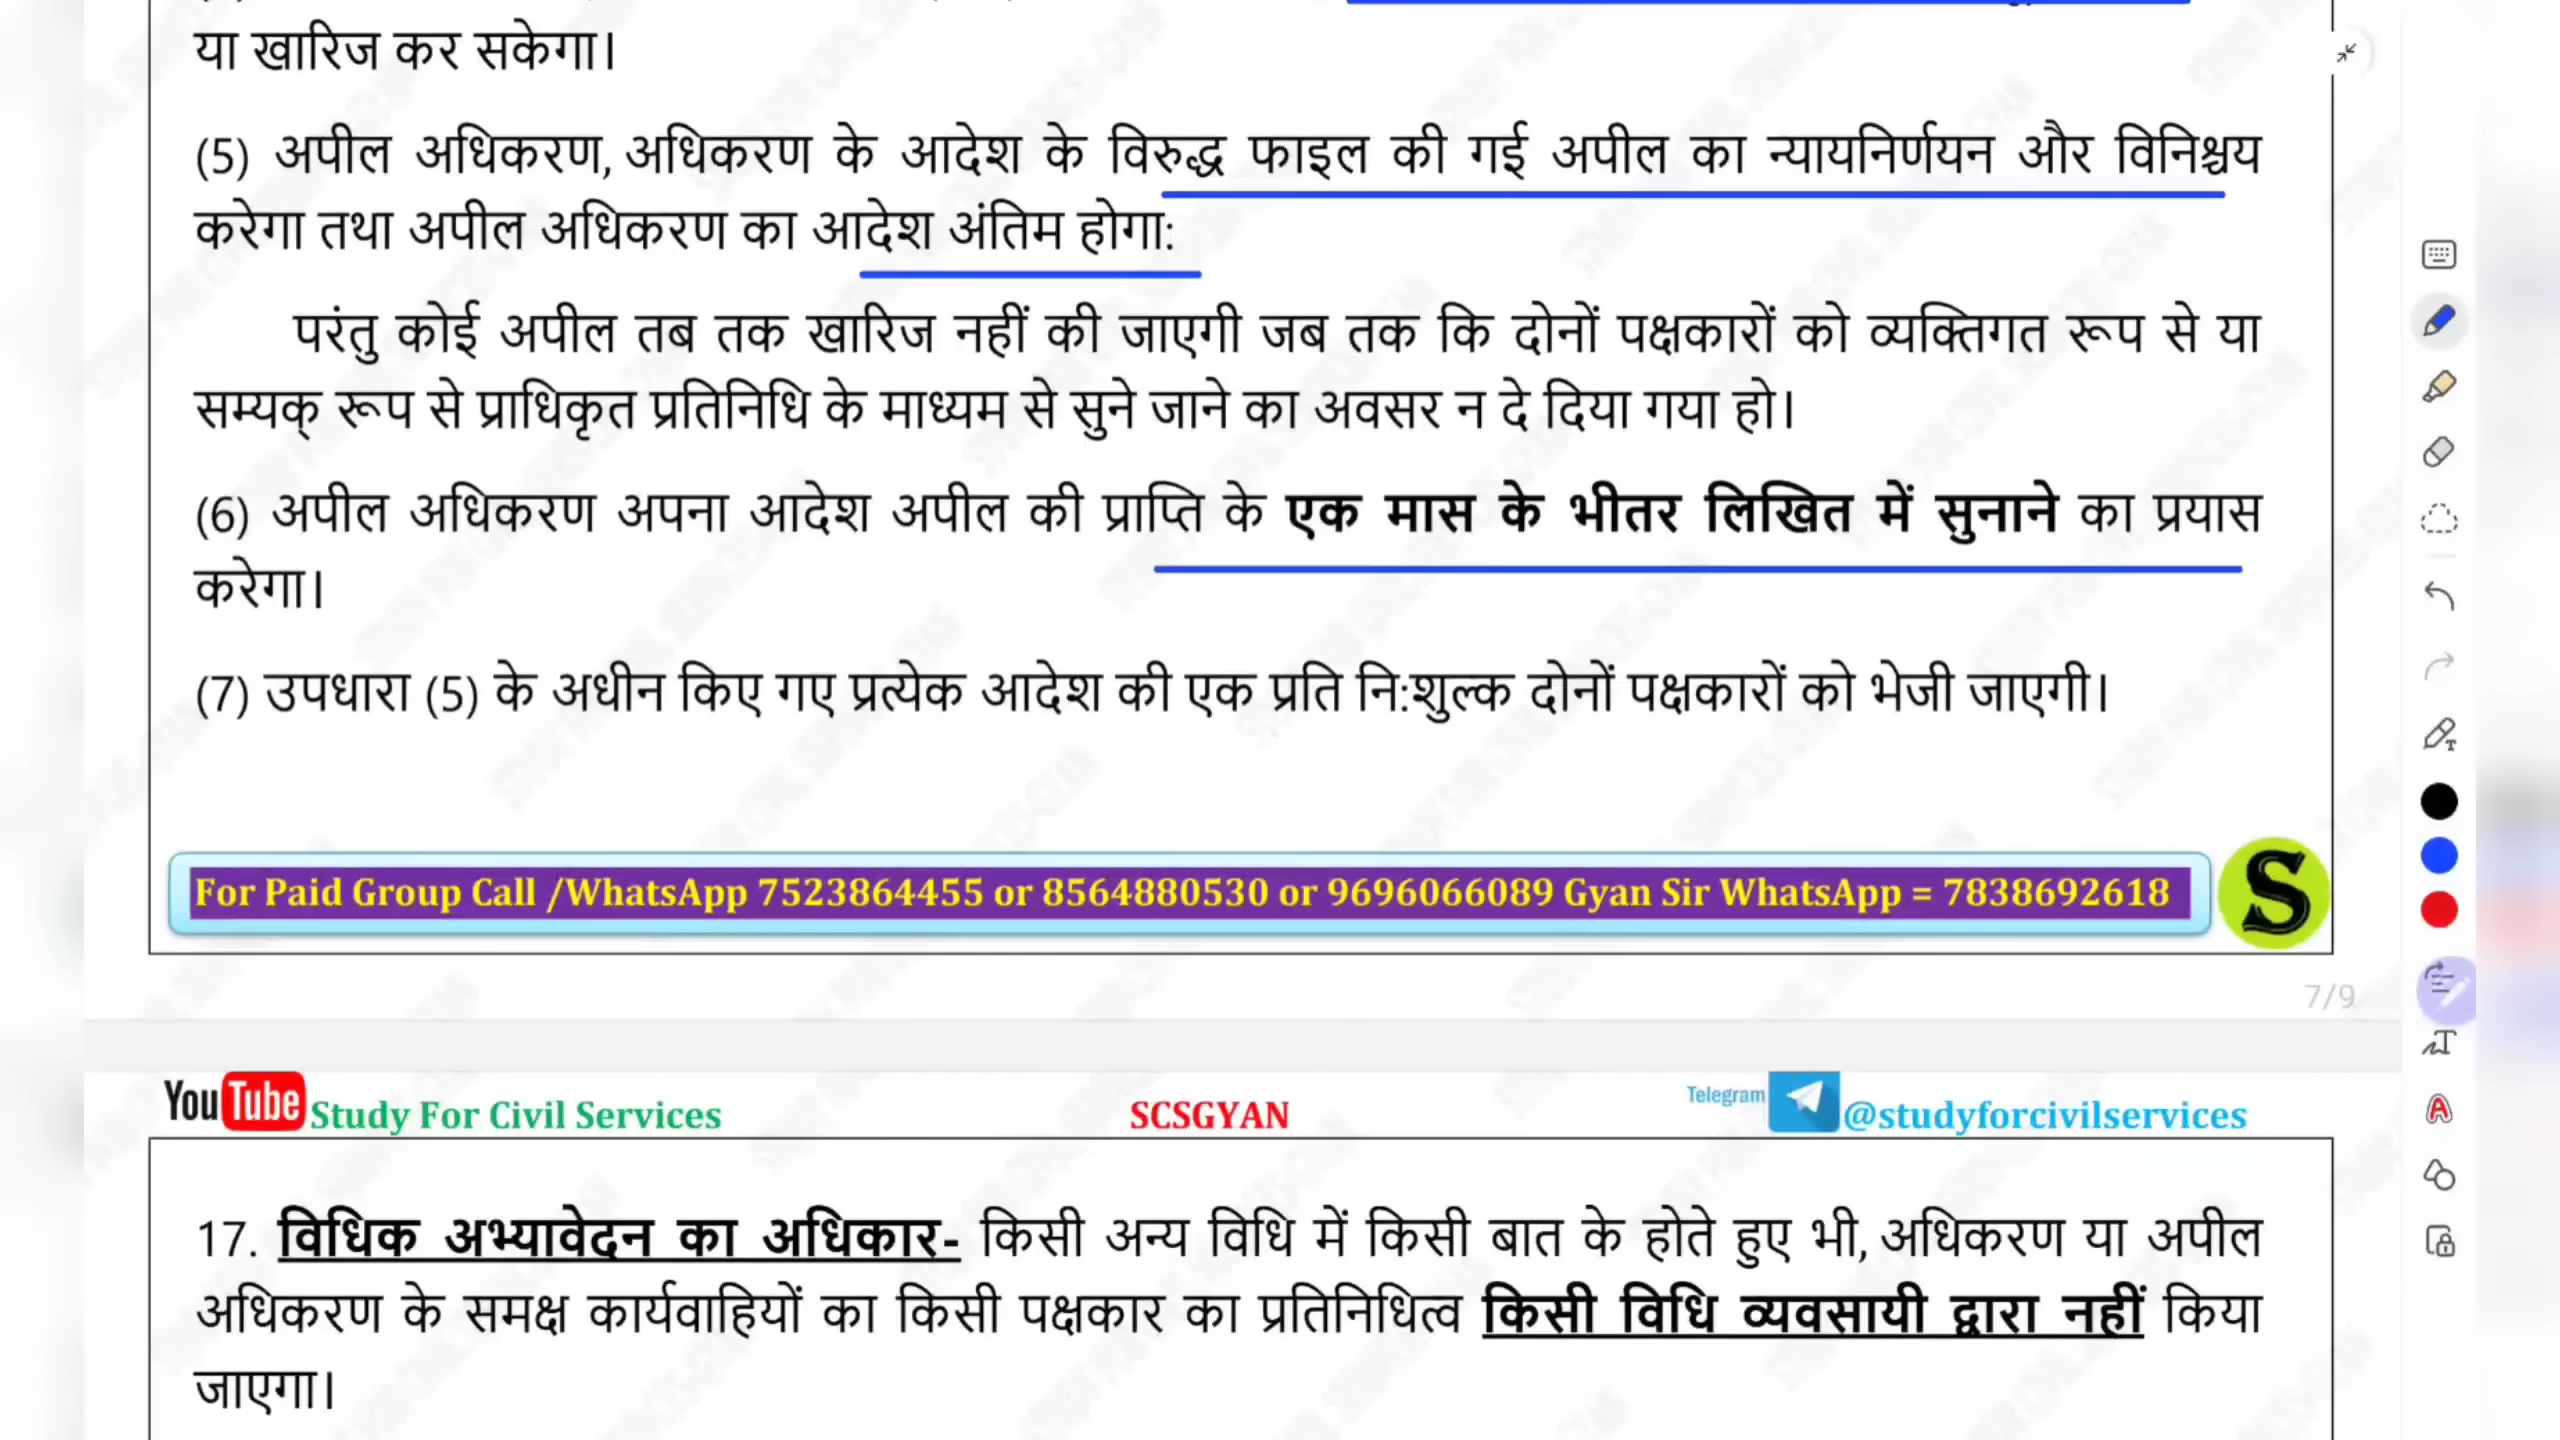 या खारिज कर सकेगा।
(5) अपील अधिकरण, अधिकरण के आदेश के विरुद्ध फाइल की गई अपील का न्यायनिर्णयन और विनिश्चय
करेगा तथा अपील अधिकरण का आदेश अंतिम होगा:
परंतु कोई अपील तब तक खारिज नहीं की जाएगी जब तक कि दोनों पक्षकारों को व्यक्तिगत रूप से या
सम्यक् रूप से प्राधिकृत प्रतिनिधि के माध्यम से सुने जाने का अवसर न दे दिया गया हो।
(6) अपील अधिकरण अपना आदेश अपील की प्राप्ति के एक मास के भीतर लिखित में सुनाने का प्रयास
करेगा।
(7) उपधारा (5) के अधीन किए गए प्रत्येक आदेश की एक प्रति नि:शुल्क दोनों पक्षकारों को भेजी जाएगी।
For Paid Group Call /WhatsApp 7523864455 or 8564880530 or 9696066089 Gyan Sir WhatsApp = 7838692618
S
7/9
YouTube Study For Civil Services SCSGYAN Telegram @studyforcivilservices
17. विधिक अभ्यावेदन का अधिकार- किसी अन्य विधि में किसी बात के होते हुए भी, अधिकरण या अपील
अधिकरण के समक्ष कार्यवाहियों का किसी पक्षकार का प्रतिनिधित्व किसी विधि व्यवसायी द्वारा नहीं किया
जाएगा।